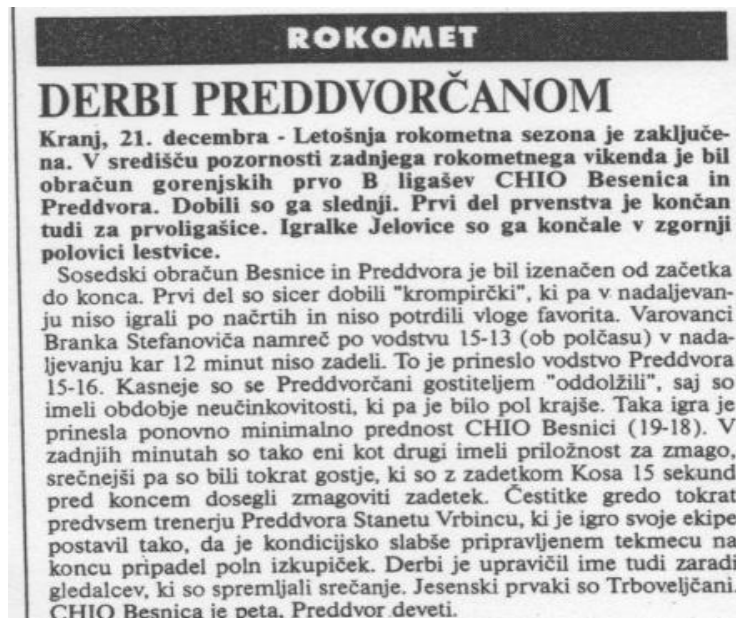 ROKOMET
DERBI PREDDVORČANOM
Kranj, 21. decembra - Letošnja rokometna sezona je zaključe-
na. V središču pozornosti zadnjega rokometnega vikenda je bil
obračun gorenjskih prvo B ligašev CHIO Besenica in
Preddvora. Dobili so ga slednji. Prvi del prvenstva je končan
tudi za prvoligašice. Igralke Jelovice so ga končale v zgornji
polovici lestvice.
Sosedski obračun Besnice in Preddvora je bil izenačen od začetka
do konca. Prvi del so sicer dobili "krompirčki", ki pa v nadaljevan-
ju niso igrali po načrtih in niso potrdili vloge favorita. Varovanci
Branka Stefanoviča namreč po vodstvu 15-13 (ob polčasu) v nada-
ljevanju kar 12 minut niso zadeli. To je prineslo vodstvo Preddvora
15-16. Kasneje so se Preddvorčani gostiteljem "oddolžili", saj so
imeli obdobje neučinkovitosti, ki pa je bilo pol krajše. Taka igra je
prinesla ponovno minimalno prednost CHIO Besnici (19-18). V
zadnjih minutah so tako eni kot drugi imeli priložnost za zmago,
srečnejši pa so bili tokrat gostje, ki so z zadetkom Kosa 15 sekund
pred koncem dosegli zmagoviti zadetek. Čestitke gredo tokrat
predvsem trenerju Preddvora Stanetu Vrbincu, ki je igro svoje ekipe
postavil tako, da je kondicijsko slabše pripravljenem tekmecu na
koncu pripadel poln izkupiček. Derbi je upravičil ime tudi zaradi
gledalcev, ki so spremljali srečanje. Jesenski prvaki so Trboveljčani.
CHIO Besnica je peta, Preddvor deveti.